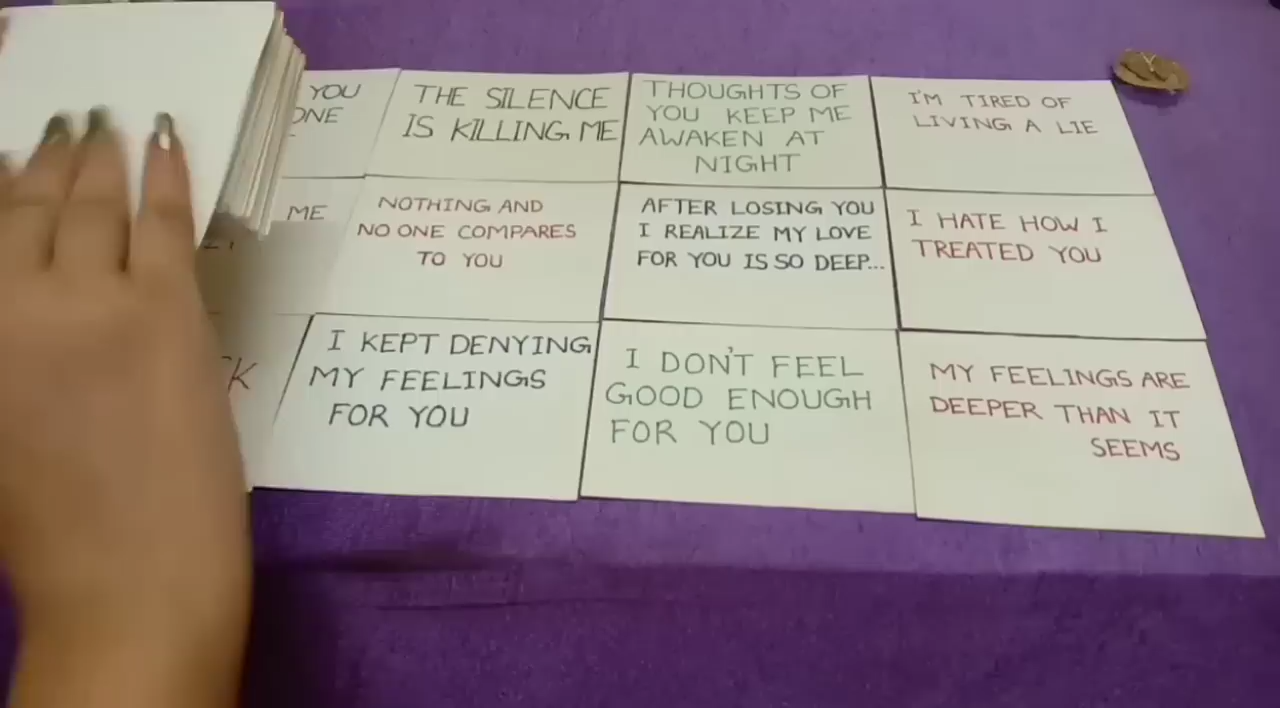 YOU
ONE
THE SILENCE
IS KILLING ME
THOUGHTS OF
YOU KEEP ME
AWAKEN AT
NIGHT
I'M TIRED OF
LIVING A LIE
ME
NOTHING AND
NO ONE COMPARES
TO YOU
AFTER LOSING YOU
I REALIZE MY LOVE
FOR YOU IS SO DEEP...
I HATE HOW I
TREATED YOU
I KEPT DENYING
MY FEELINGS
FOR YOU
I DON'T FEEL
GOOD ENOUGH
FOR YOU
MY FEELINGS ARE
DEEPER THAN IT
SEEMS